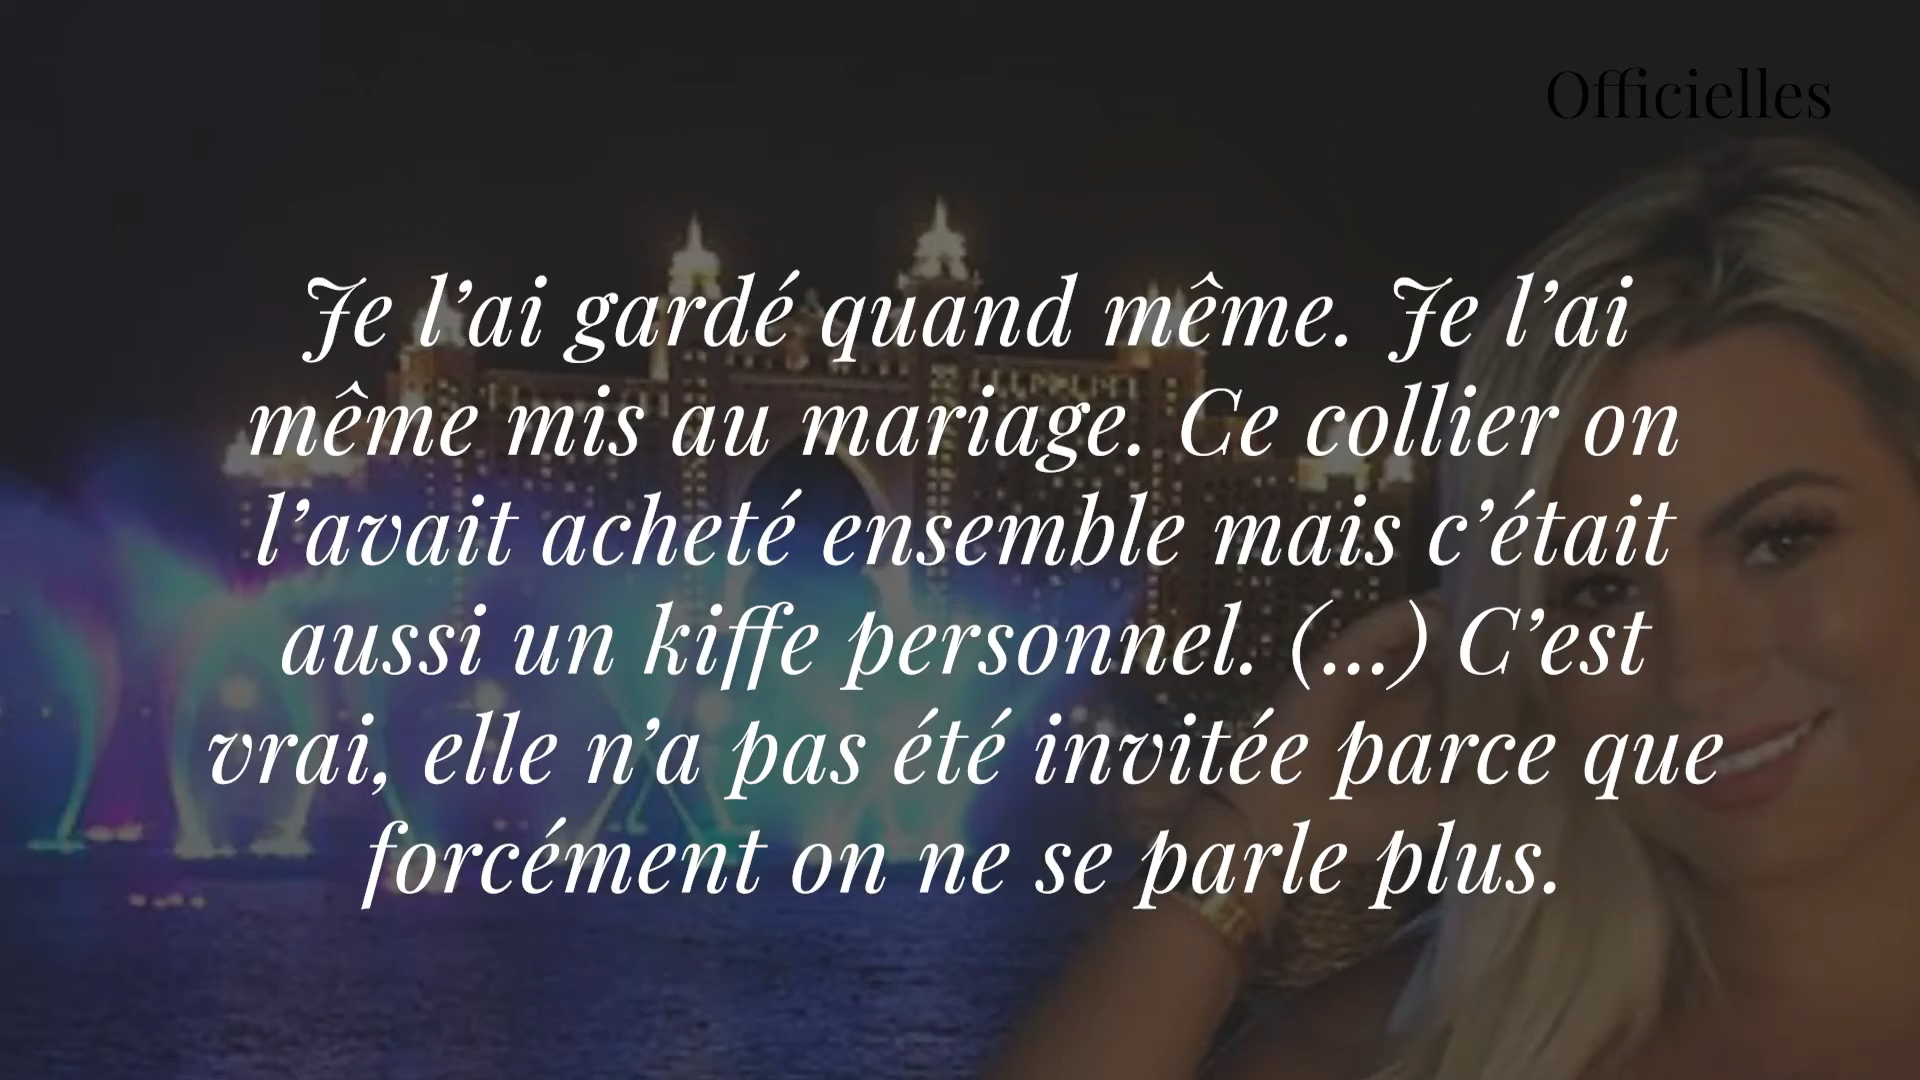 Officielles
Je l’ai gardé quand même. Je l’ai
même mis au mariage. Ce collier on
l’avait acheté ensemble mais c’était
aussi un kiffe personnel. (...) C’est
vrai, elle n’a pas été invitée parce que
forcément on ne se parle plus.